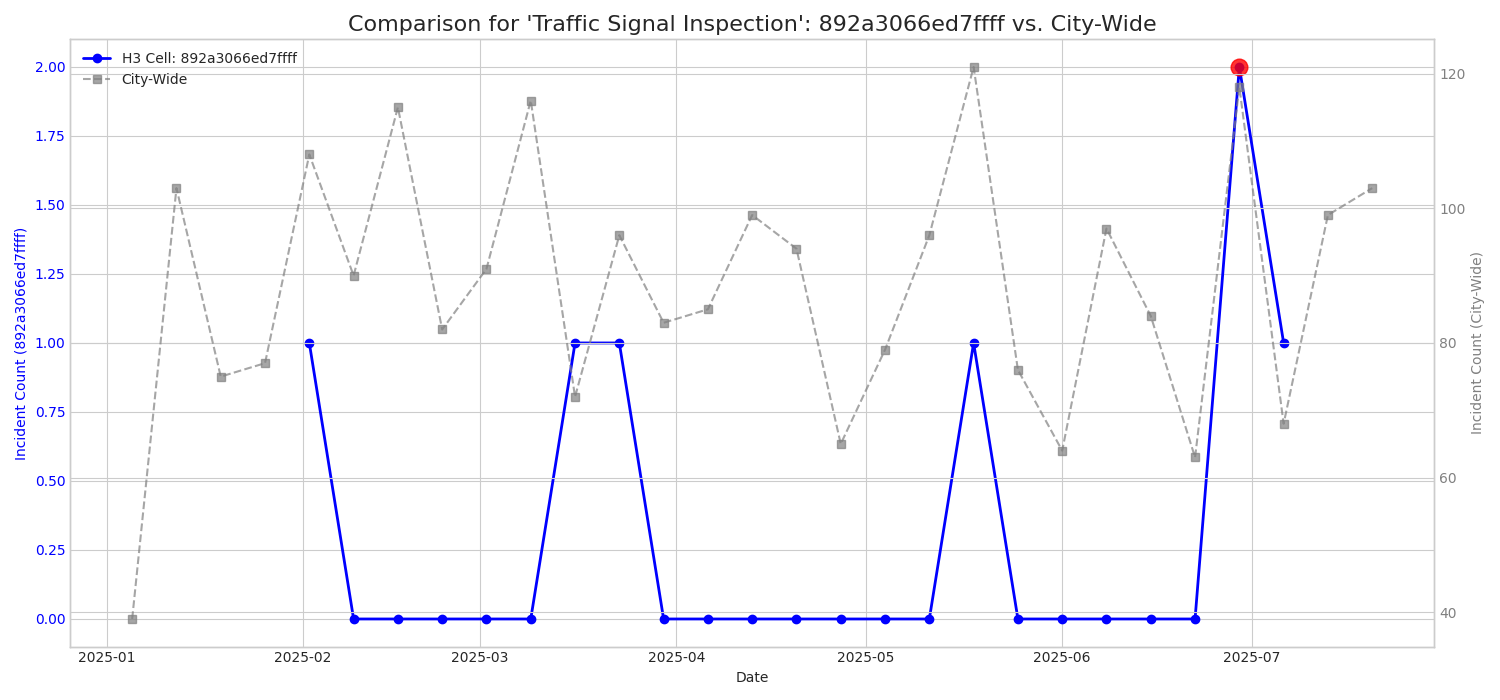 Comparison for 'Traffic Signal Inspection': 892a3066ed7ffff vs. City-Wide
H3 Cell: 892a3066ed7ffff
City-Wide
2.00
1.75
1.50
1.25
1.00
0.75
0.50
0.25
0.00
Incident Count (892a3066ed7ffff)
120
100
80
60
40
Incident Count (City-Wide)
2025-01 2025-02 2025-03 2025-04 2025-05 2025-06 2025-07
Date